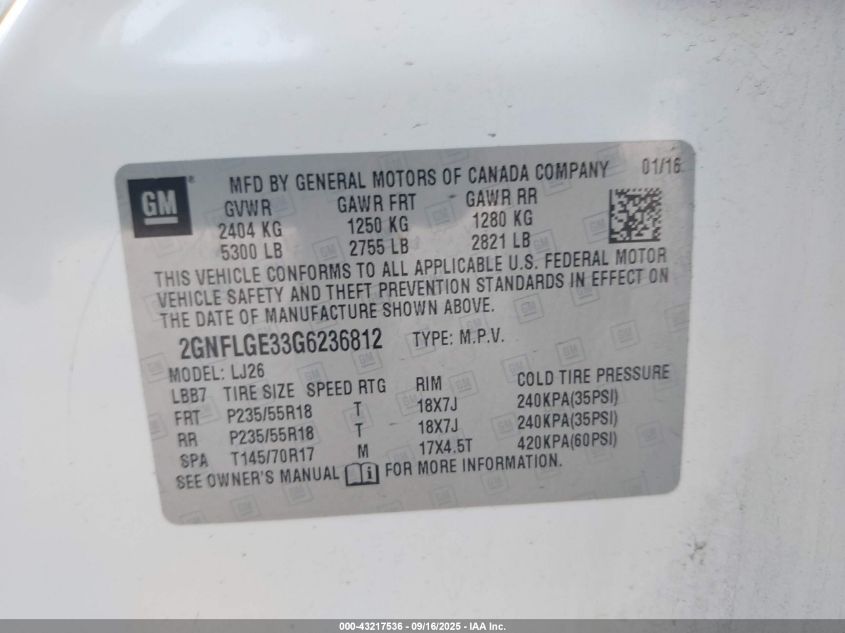 GM
®
MFD BY GENERAL MOTORS OF CANADA COMPANY 01/16
GVWR GAWR FRT GAWR RR
2404 KG 1250 KG 1280 KG
5300 LB 2755 LB 2821 LB
THIS VEHICLE CONFORMS TO ALL APPLICABLE U.S. FEDERAL MOTOR
VEHICLE SAFETY AND THEFT PREVENTION STANDARDS IN EFFECT ON
THE DATE OF MANUFACTURE SHOWN ABOVE.
2GNFLGE33G6236812 TYPE: M.P.V.
MODEL: LJ26
LBB7 TIRE SIZE SPEED RTG RIM COLD TIRE PRESSURE
FRT P235/55R18 T 18X7J 240KPA(35PSI)
RR P235/55R18 T 18X7J 240KPA(35PSI)
SPA T145/70R17 M 17X4.5T 420KPA(60PSI)
SEE OWNER'S MANUAL i FOR MORE INFORMATION.
000-43217536 - 09/16/2025 - IAA Inc.